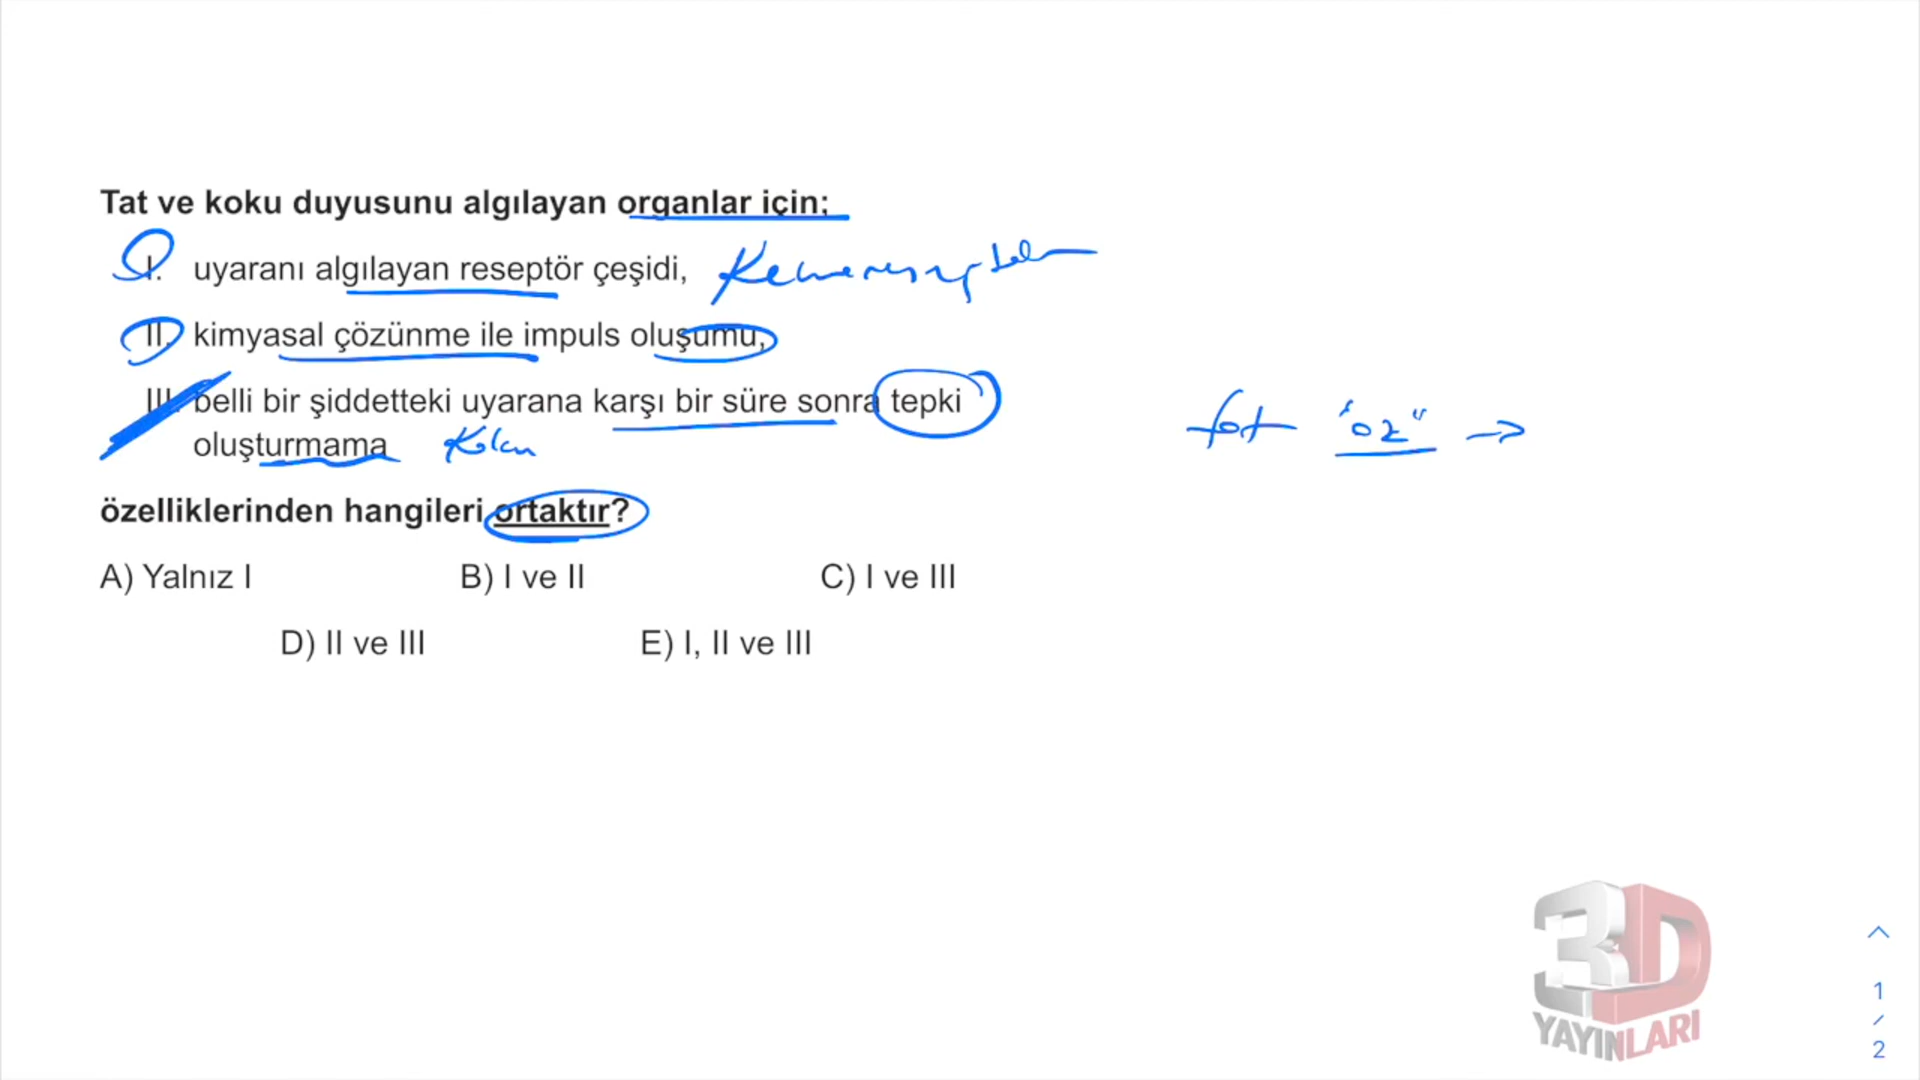 Tat ve koku duyusunu algılayan organlar için;
I. uyaranı algılayan reseptör çeşidi,
II. kimyasal çözünme ile impuls oluşumu,
III. belli bir şiddetteki uyarana karşı bir süre sonra tepki
oluşturmama
özelliklerinden hangileri ortaktır?
A) Yalnız I B) I ve II C) I ve III
D) II ve III E) I, II ve III
3D
YAYINLARI
1
/
2